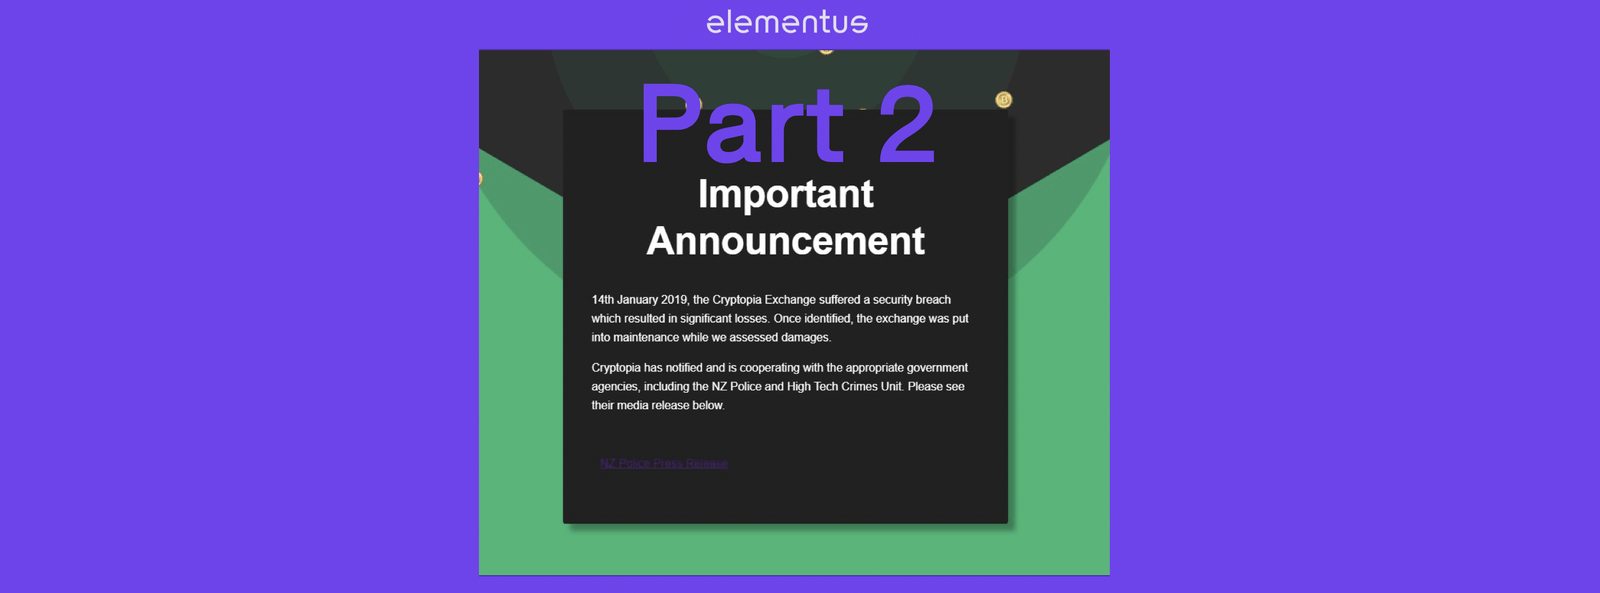 elementus
Part 2
Important
Announcement
14th January 2019, the Cryptopia Exchange suffered a security breach
which resulted in significant losses. Once identified, the exchange was put
into maintenance while we assessed damages.
Cryptopia has notified and is cooperating with the appropriate government
agencies, including the NZ Police and High Tech Crimes Unit. Please see
their media release below.
NZ Police Press Release